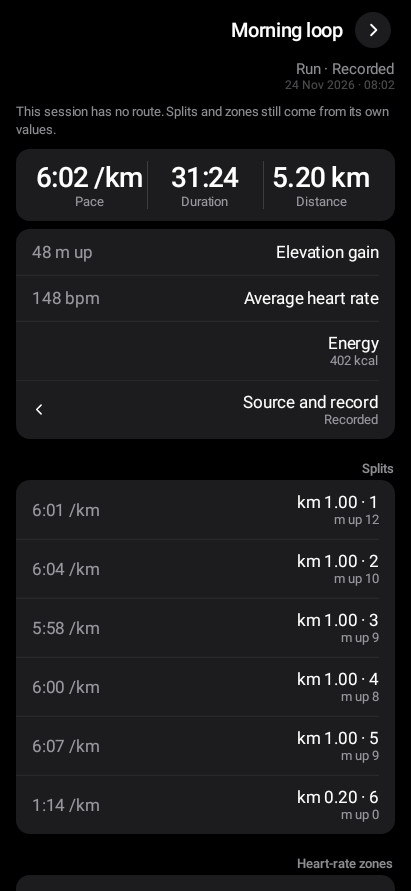 Morning loop
Run · Recorded
24 Nov 2026 · 08:02
This session has no route. Splits and zones still come from its own
values.
6:02 /km 31:24 5.20 km
Pace Duration Distance
48 m up Elevation gain
148 bpm Average heart rate
Energy
402 kcal
Source and record
Recorded
Splits
6:01 /km km 1.00 · 1
m up 12
6:04 /km km 1.00 · 2
m up 10
5:58 /km km 1.00 · 3
m up 9
6:00 /km km 1.00 · 4
m up 8
6:07 /km km 1.00 · 5
m up 9
1:14 /km km 0.20 · 6
m up 0
Heart-rate zones